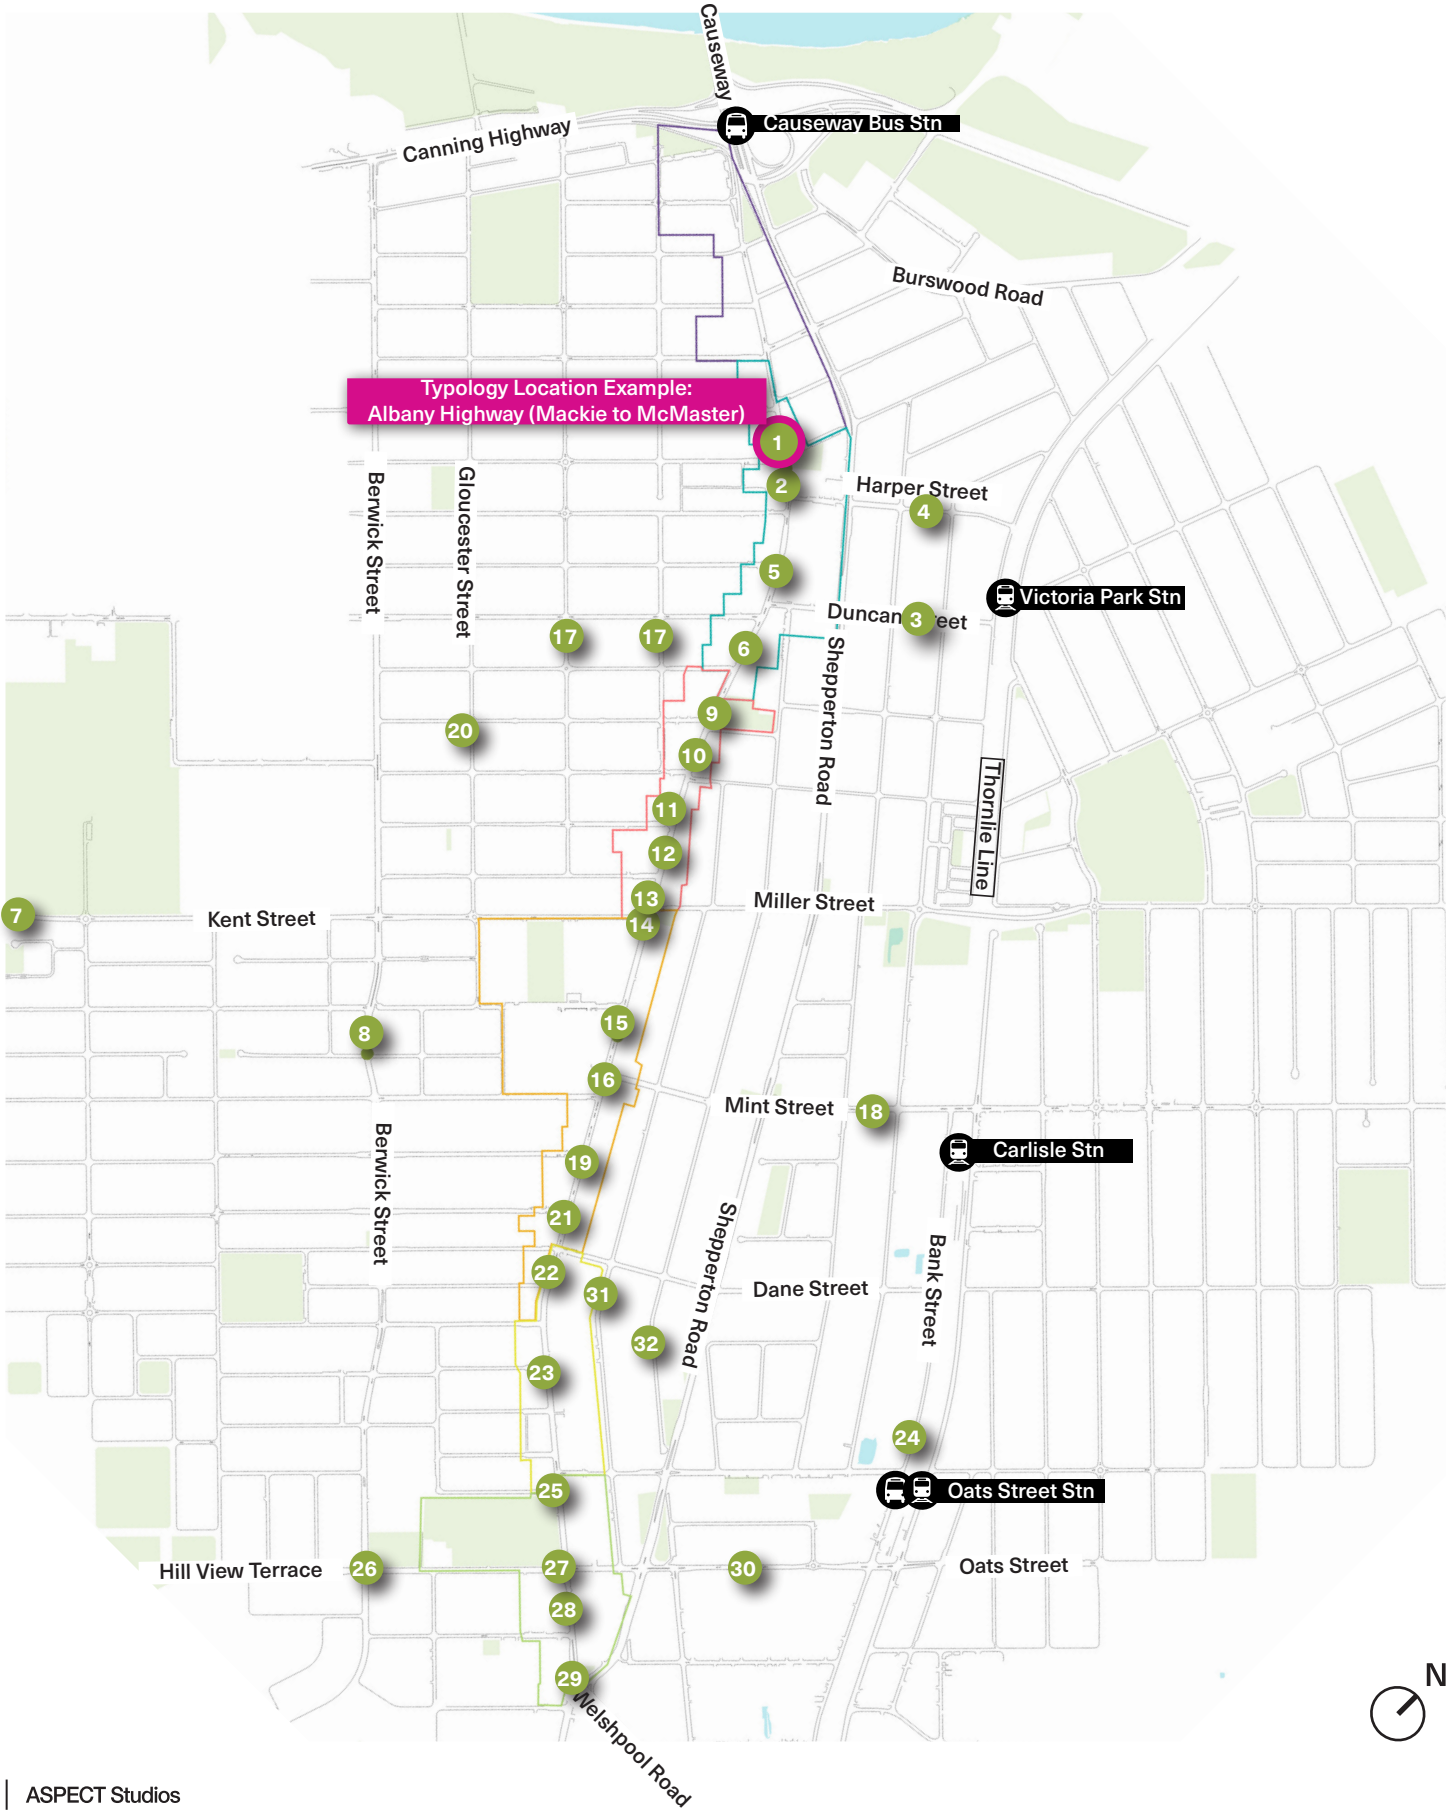 Causeway
Causeway Bus Stn
Canning Highway
Burswood Road
Typology Location Example:
Albany Highway (Mackie to McMaster)
1
2
Harper Street
4
Berwick Street
Gloucester Street
5
Victoria Park Stn
Duncan
3
eet
17
17
6
Shepperton Road
9
20
10
Thornlie Line
11
12
13
Miller Street
7
Kent Street
14
15
8
16
Mint Street
18
Berwick Street
Carlisle Stn
19
21
Shepperton Road
Bank Street
22
31
Dane Street
32
23
24
25
Oats Street Stn
Hill View Terrace
26
27
30
Oats Street
28
29
Welshpool Road
N
ASPECT Studios